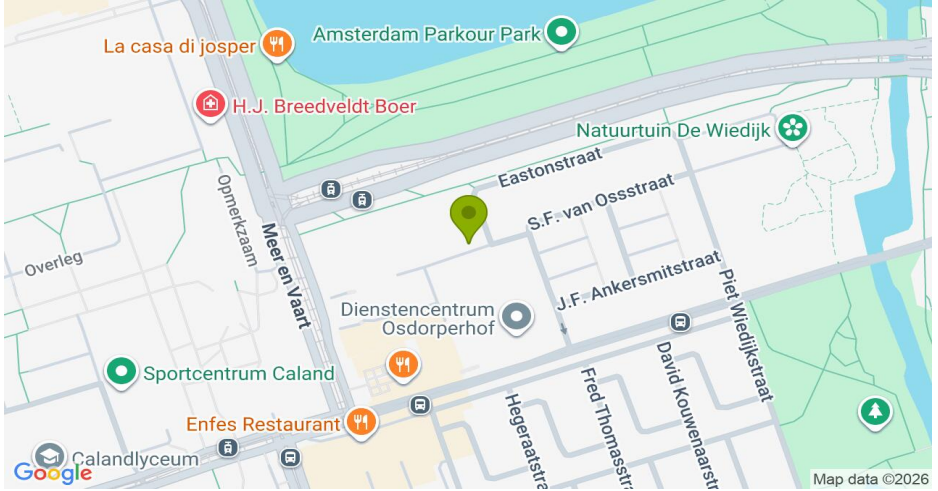 La casa di josper
Amsterdam Parkour Park
H.J. Breedveldt Boer
Natuurtuin De Wiedijk
Eastonstraat
S.F. van Ossstraat
Opmerkzaam
Overleg
Meer en Vaart
J.F. Ankersmitstraat
Piet Wiedijkstraat
Dienstencentrum
Osdorperhof
Sportcentrum Caland
Enfes Restaurant
Hegeraatstr
Fred Thomasstr
David Kouwenaarstr
Calandlyceum
Google
Map data ©2026